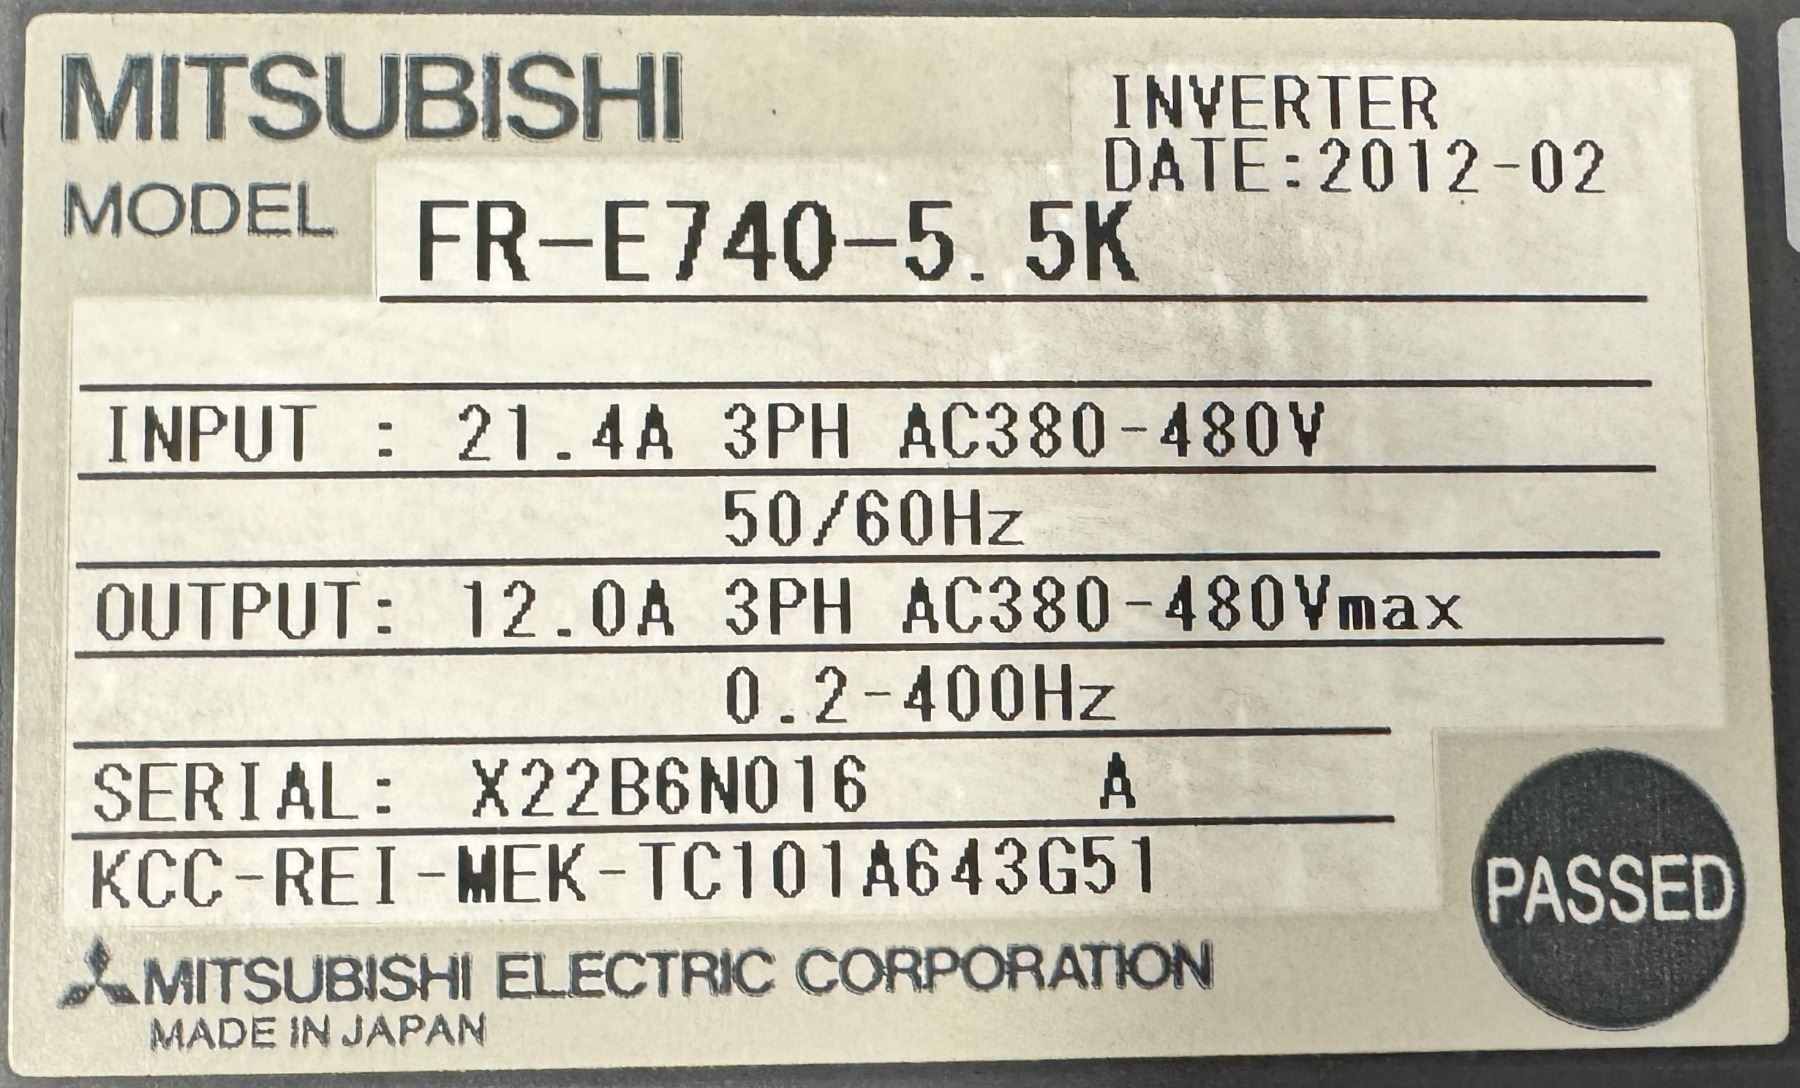 MITSUBISHI
INVERTER
DATE:2012-02
MODEL FR-E740-5.5K
INPUT : 21.4A 3PH AC380-480V
50/60Hz
OUTPUT: 12.0A 3PH AC380-480Vmax
0.2-400Hz
SERIAL: X22B6N016 A
KCC-REI-MEK-TC101A643G51
PASSED
MITSUBISHI ELECTRIC CORPORATION
MADE IN JAPAN